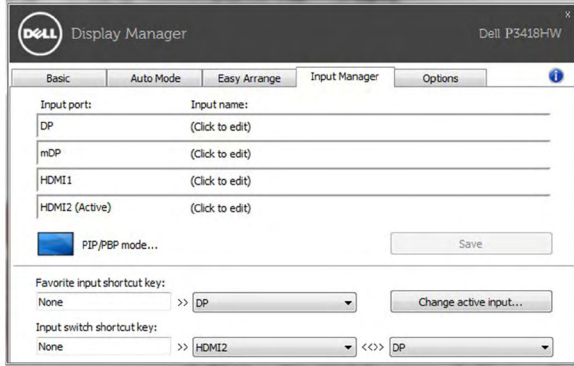 DELL Display Manager Dell P3418HW x
Basic Auto Mode Easy Arrange Input Manager Options i
Input port: Input name:
DP (Click to edit)
mDP (Click to edit)
HDMI1 (Click to edit)
HDMI2 (Active) (Click to edit)
PIP/PBP mode... Save
Favorite input shortcut key:
None >> DP Change active input...
Input switch shortcut key:
None >> HDMI2 <<>> DP